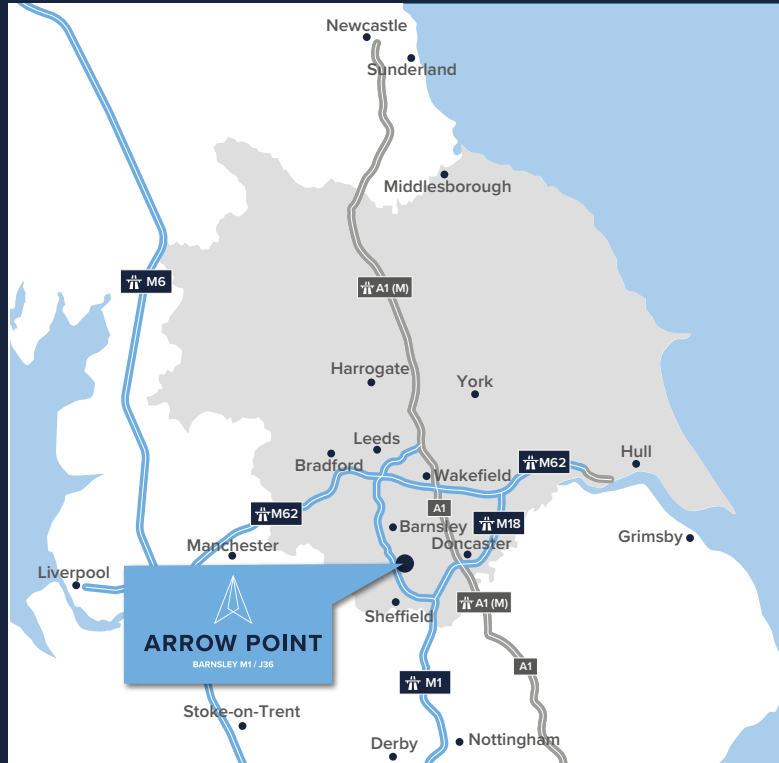 Newcastle
Sunderland
Middlesborough
M6
A1 (M)
Harrogate
York
Leeds
Bradford
Wakefield
M62
Hull
A1
M62
Barnsley
M18
Doncaster
Manchester
Grimsby
Liverpool
ARROW POINT
BARNSLEY M1 / J36
A1 (M)
Sheffield
A1
M1
Stoke-on-Trent
Derby
Nottingham